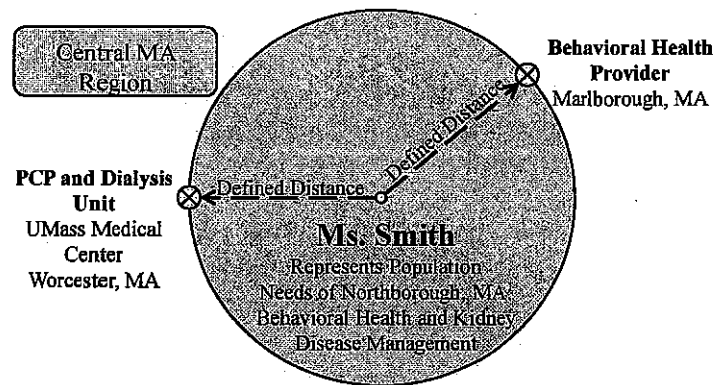 Central MA
Region
Behavioral Health
Provider
Marlborough, MA
Defined Distance
PCP and Dialysis
Unit
UMass Medical
Center
Worcester, MA
Defined Distance
Ms. Smith
Represents Population
Needs of Northborough, MA
Behavioral Health and Kidney
Disease Management